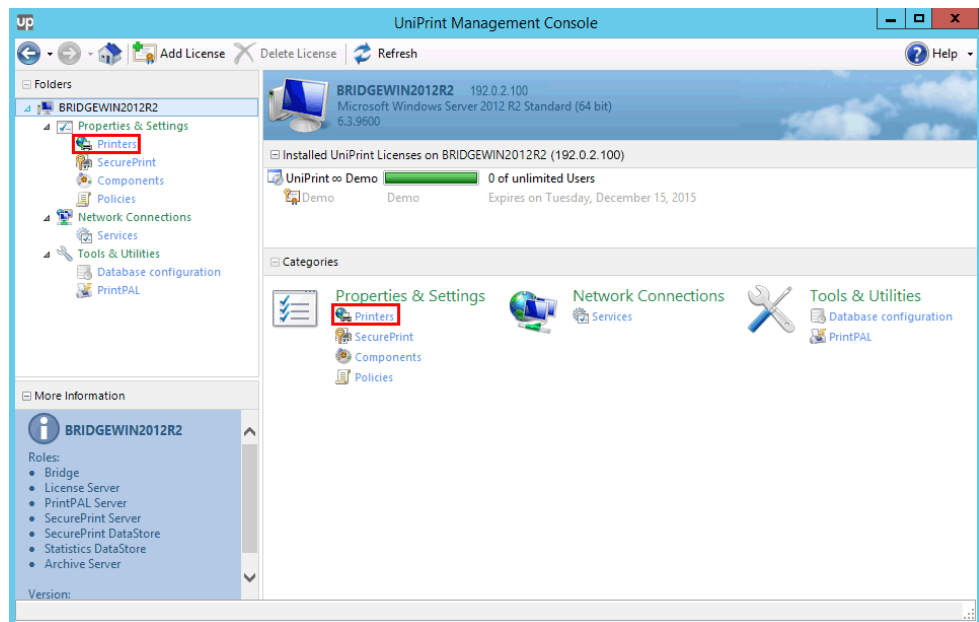 UP
UniPrint Management Console
Add License Delete License Refresh Help
Folders
BRIDGEWIN2012R2
Properties & Settings
Printers
SecurePrint
Components
Policies
Network Connections
Services
Tools & Utilities
Database configuration
PrintPAL
More Information
BRIDGEWIN2012R2
Roles:
• Bridge
• License Server
• PrintPAL Server
• SecurePrint Server
• SecurePrint DataStore
• Statistics DataStore
• Archive Server
Version:
BRIDGEWIN2012R2 192.0.2.100
Microsoft Windows Server 2012 R2 Standard (64 bit)
6.3.9600
Installed UniPrint Licenses on BRIDGEWIN2012R2 (192.0.2.100)
UniPrint ∞ Demo 0 of unlimited Users
Demo Demo Expires on Tuesday, December 15, 2015
Categories
Properties & Settings
Printers
SecurePrint
Components
Policies
Network Connections
Services
Tools & Utilities
Database configuration
PrintPAL